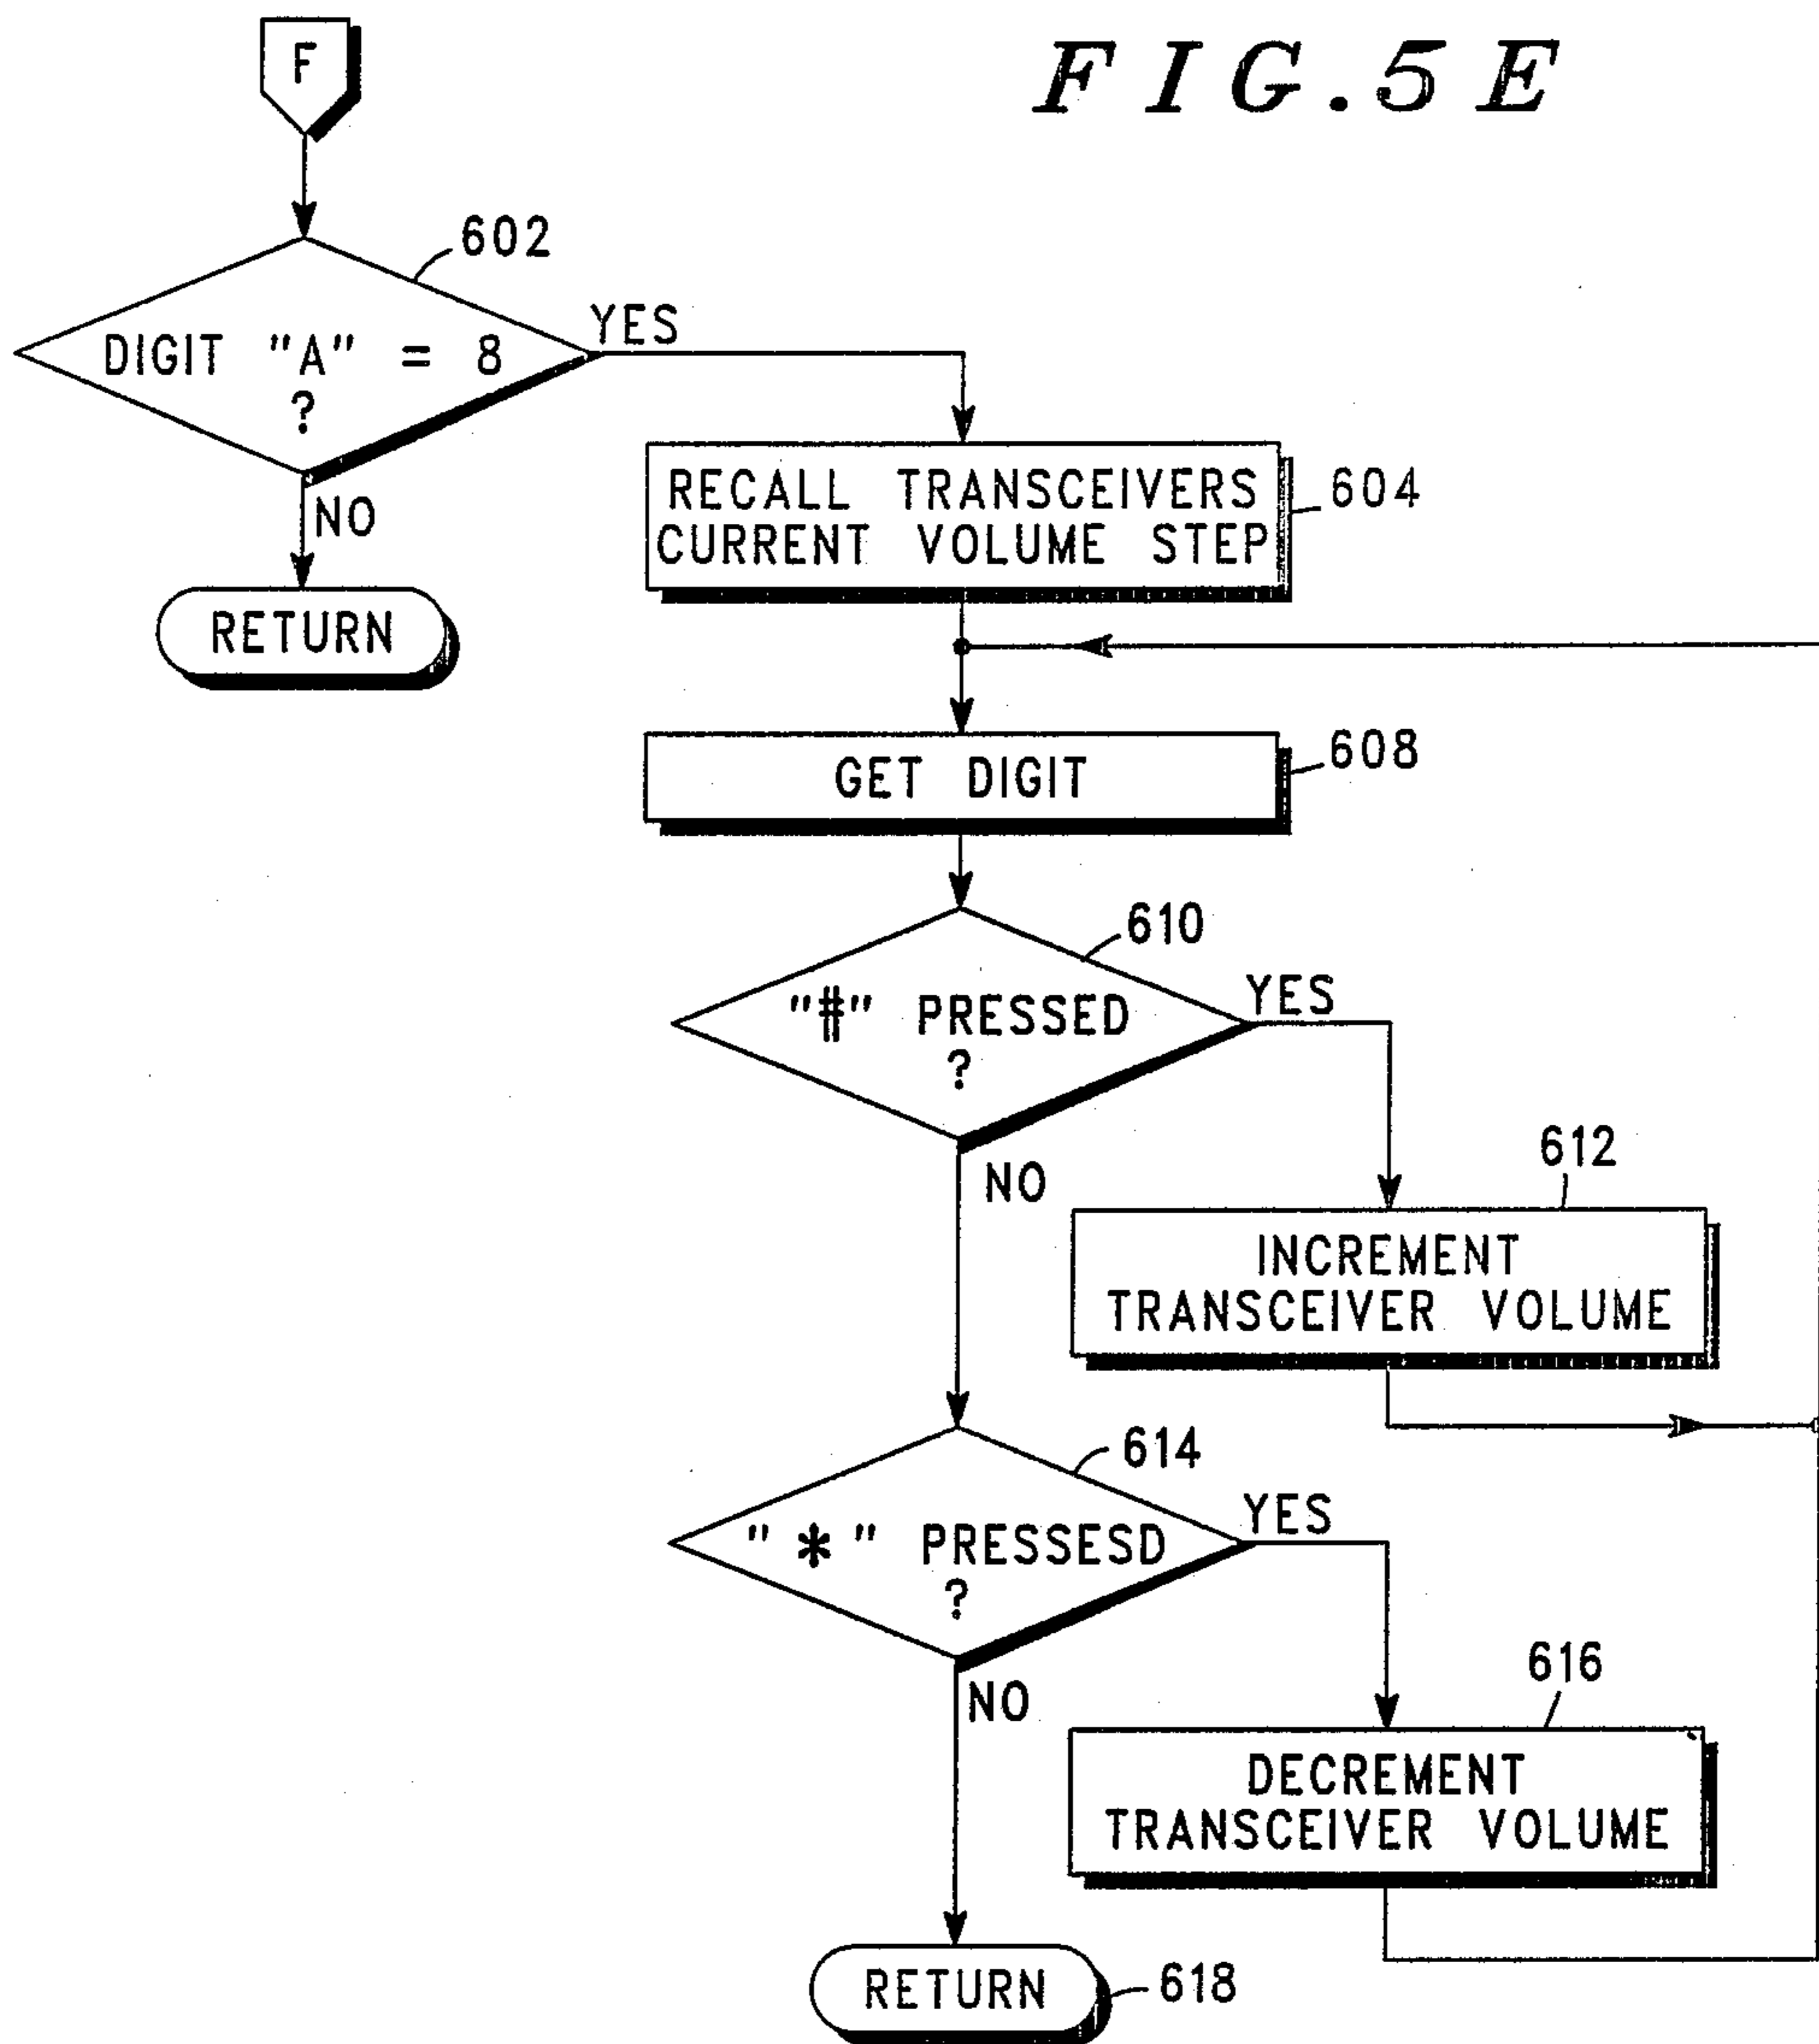 FIG. 5E
F
602
DIGIT "A" = 8
?
YES
NO
RETURN
RECALL TRANSCEIVERS
CURRENT VOLUME STEP
604
GET DIGIT
608
610
"#" PRESSED
?
YES
NO
612
INCREMENT
TRANSCEIVER VOLUME
614
"*" PRESSESD
?
YES
NO
616
DECREMENT
TRANSCEIVER VOLUME
RETURN
618